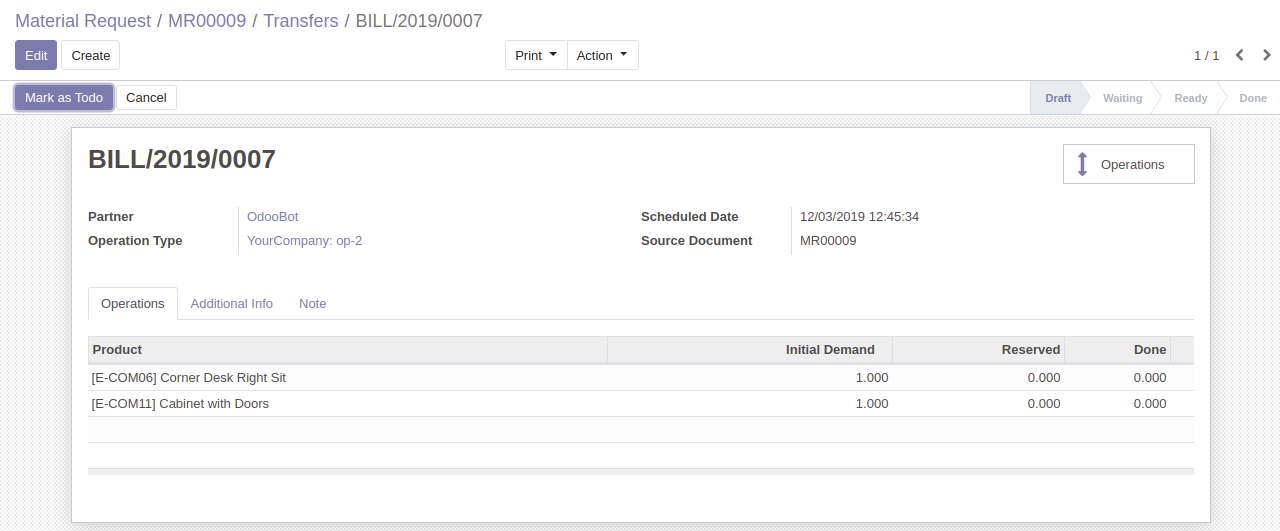 Material Request / MR00009 / Transfers / BILL/2019/0007
Edit Create Print Action 1 / 1
Mark as Todo Cancel Draft Waiting Ready Done
BILL/2019/0007 Operations
Partner OdooBot Scheduled Date 12/03/2019 12:45:34
Operation Type YourCompany: op-2 Source Document MR00009
Operations Additional Info Note
Product Initial Demand Reserved Done
[E-COM06] Corner Desk Right Sit 1.000 0.000 0.000
[E-COM11] Cabinet with Doors 1.000 0.000 0.000